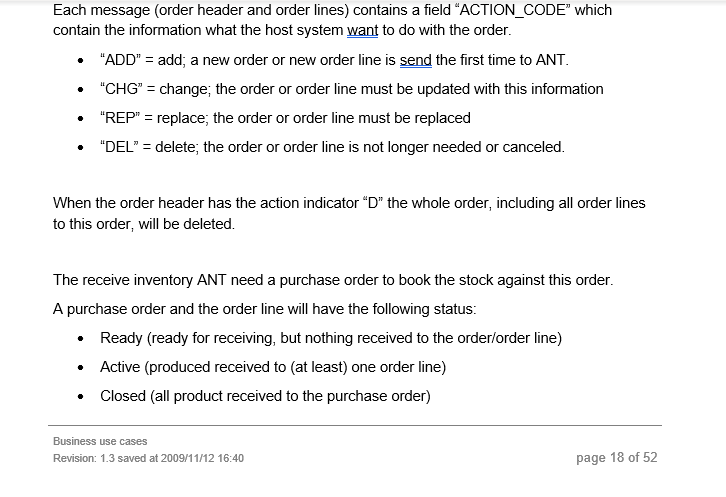 Each message (order header and order lines) contains a field “ACTION_CODE” which
contain the information what the host system want to do with the order.
• “ADD” = add; a new order or new order line is send the first time to ANT.
• “CHG” = change; the order or order line must be updated with this information
• “REP” = replace; the order or order line must be replaced
• “DEL” = delete; the order or order line is not longer needed or canceled.
When the order header has the action indicator “D” the whole order, including all order lines
to this order, will be deleted.
The receive inventory ANT need a purchase order to book the stock against this order.
A purchase order and the order line will have the following status:
• Ready (ready for receiving, but nothing received to the order/order line)
• Active (produced received to (at least) one order line)
• Closed (all product received to the purchase order)
Business use cases
Revision: 1.3 saved at 2009/11/12 16:40 page 18 of 52